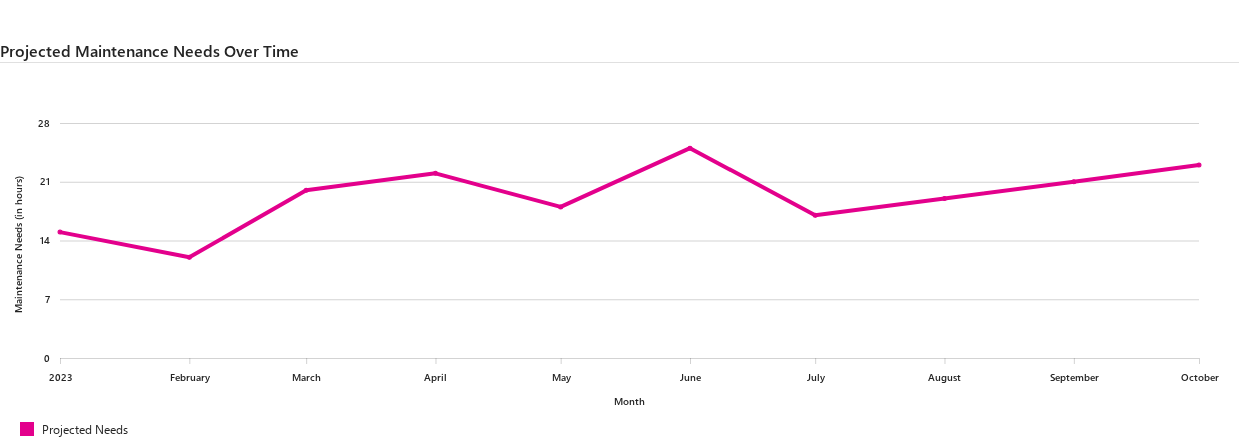 Projected Maintenance Needs Over Time
Maintenance Needs (in hours)
28
21
14
7
0
2023 February March April May June July August September October
Month
Projected Needs